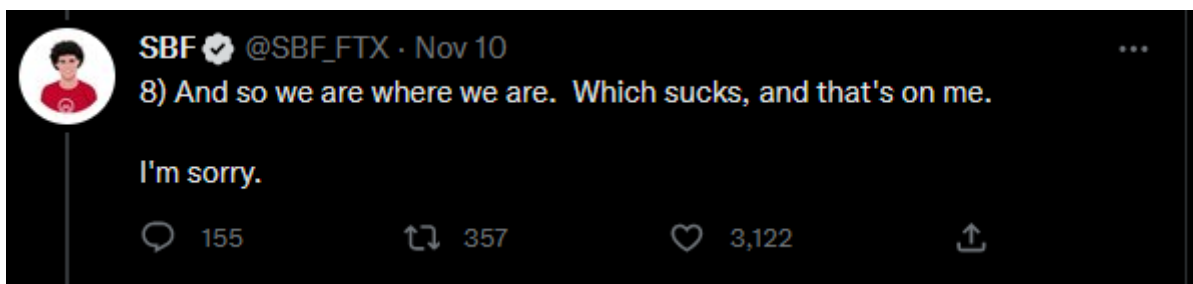 SBF @SBF_FTX · Nov 10
8) And so we are where we are.  Which sucks, and that's on me.
I'm sorry.
155 357 3,122